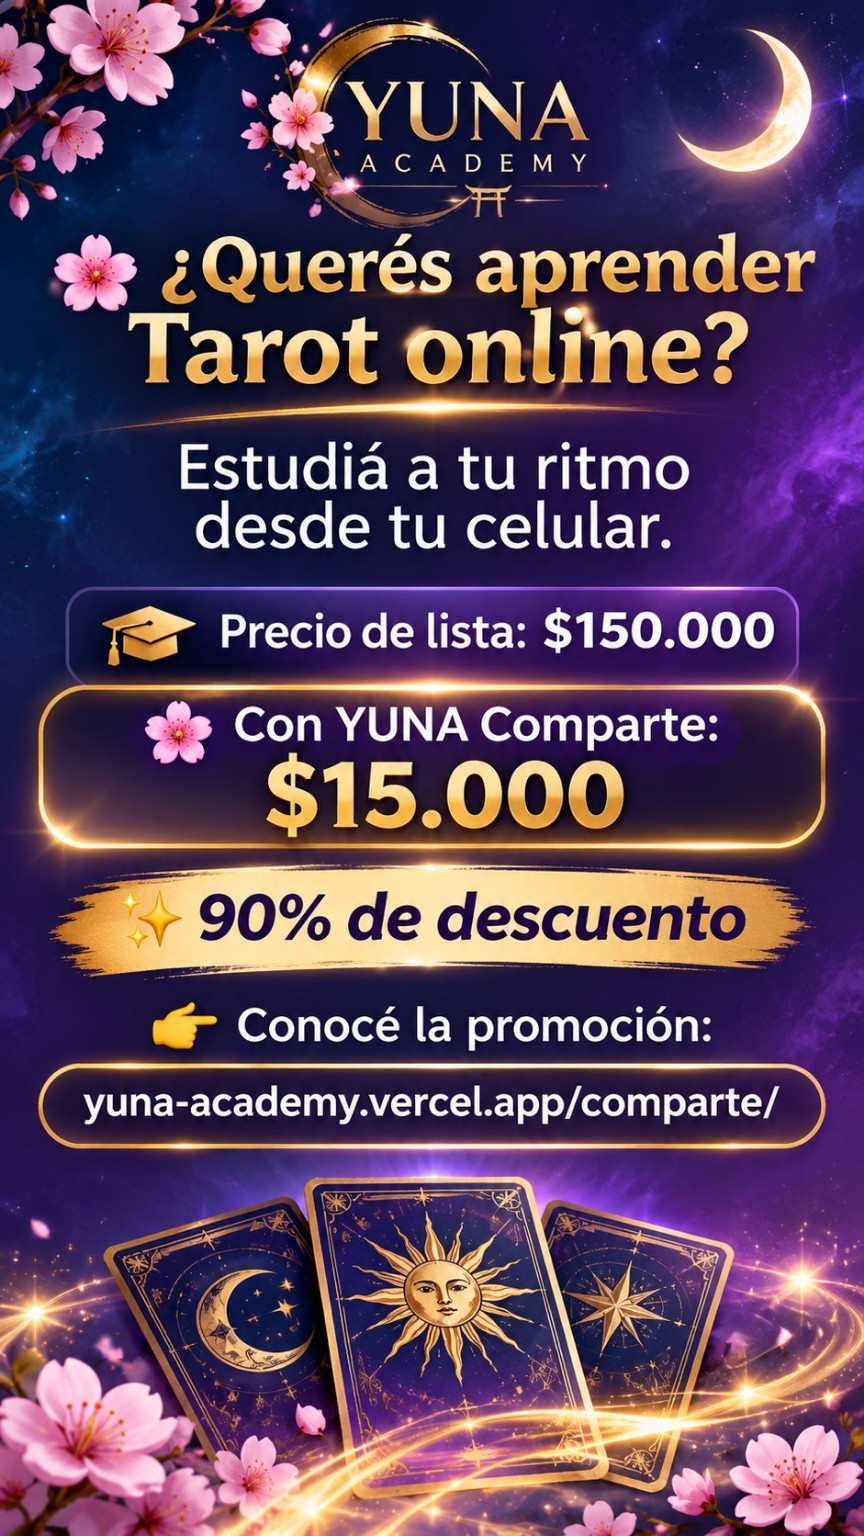 YUNA
ACADEMY
¿Querés aprender
Tarot online?
Estudiá a tu ritmo
desde tu celular.
Precio de lista: $150.000
Con YUNA Comparte:
$15.000
90% de descuento
Conocé la promoción:
yuna-academy.vercel.app/comparte/